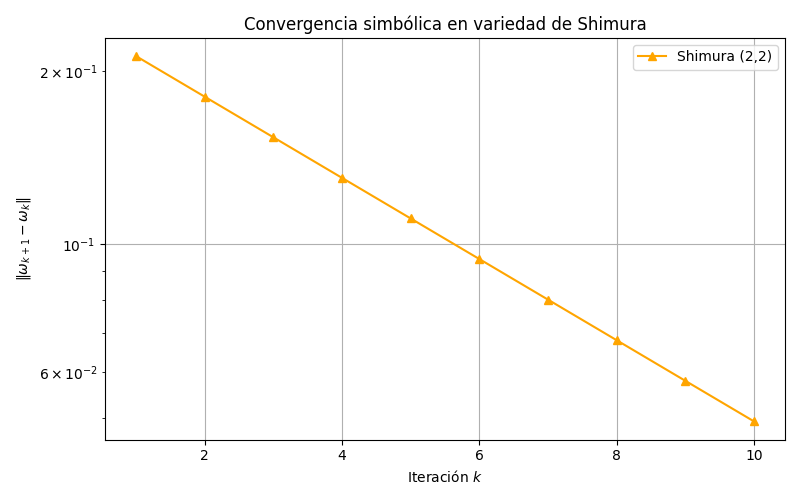 Convergencia simbólica en variedad de Shimura
Shimura (2,2)
‖ω_{k+1} − ω_k‖
2 × 10⁻¹
10⁻¹
6 × 10⁻²
2 4 6 8 10
Iteración k